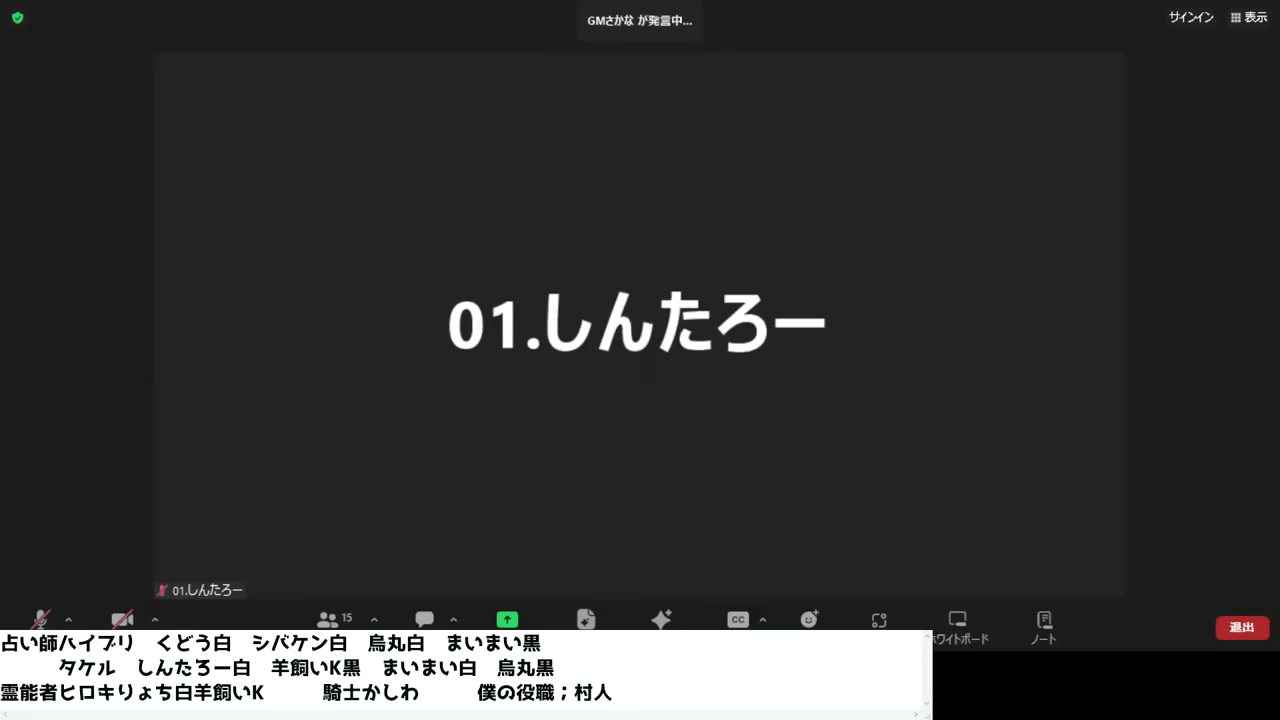 GMさかな が発言中...
サインイン
表示
01.しんたろー
01.しんたろー
15
CC
ホワイトボード
ノート
退出
占い師ハイブリ　くどう白　シバケン白　烏丸白　まいまい黒
タケル　しんたろー白　羊飼いK黒　まいまい白　烏丸黒
霊能者ヒロキりょち白羊飼いK　　　騎士かしわ　　　僕の役職；村人